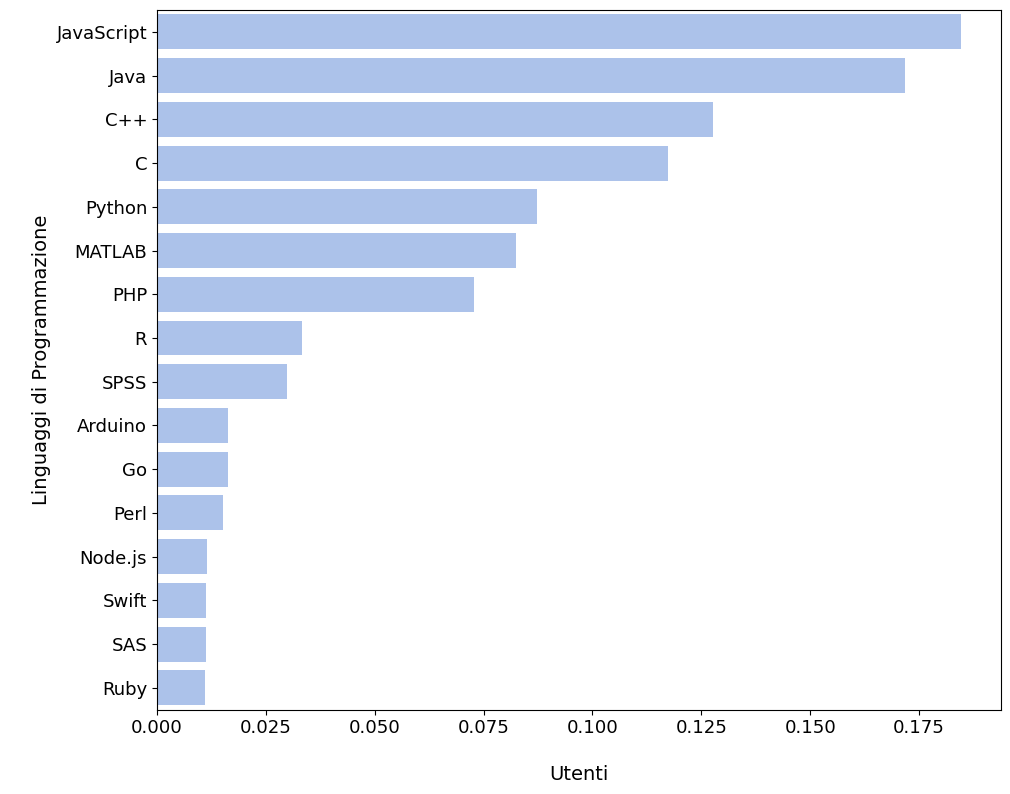 Linguaggi di Programmazione
JavaScript
Java
C++
C
Python
MATLAB
PHP
R
SPSS
Arduino
Go
Perl
Node.js
Swift
SAS
Ruby
0.000 0.025 0.050 0.075 0.100 0.125 0.150 0.175
Utenti